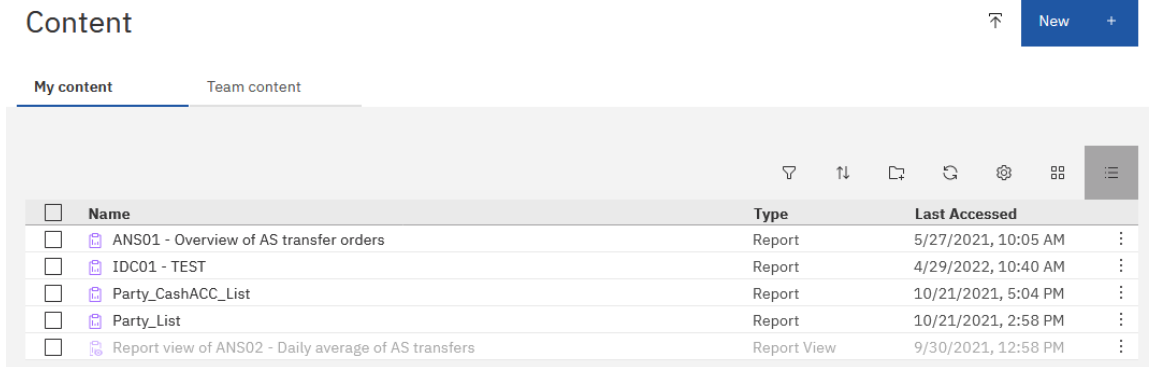 Content
New +
My content Team content
Name Type Last Accessed
ANS01 - Overview of AS transfer orders Report 5/27/2021, 10:05 AM
IDC01 - TEST Report 4/29/2022, 10:40 AM
Party_CashACC_List Report 10/21/2021, 5:04 PM
Party_List Report 10/21/2021, 2:58 PM
Report view of ANS02 - Daily average of AS transfers Report View 9/30/2021, 12:58 PM